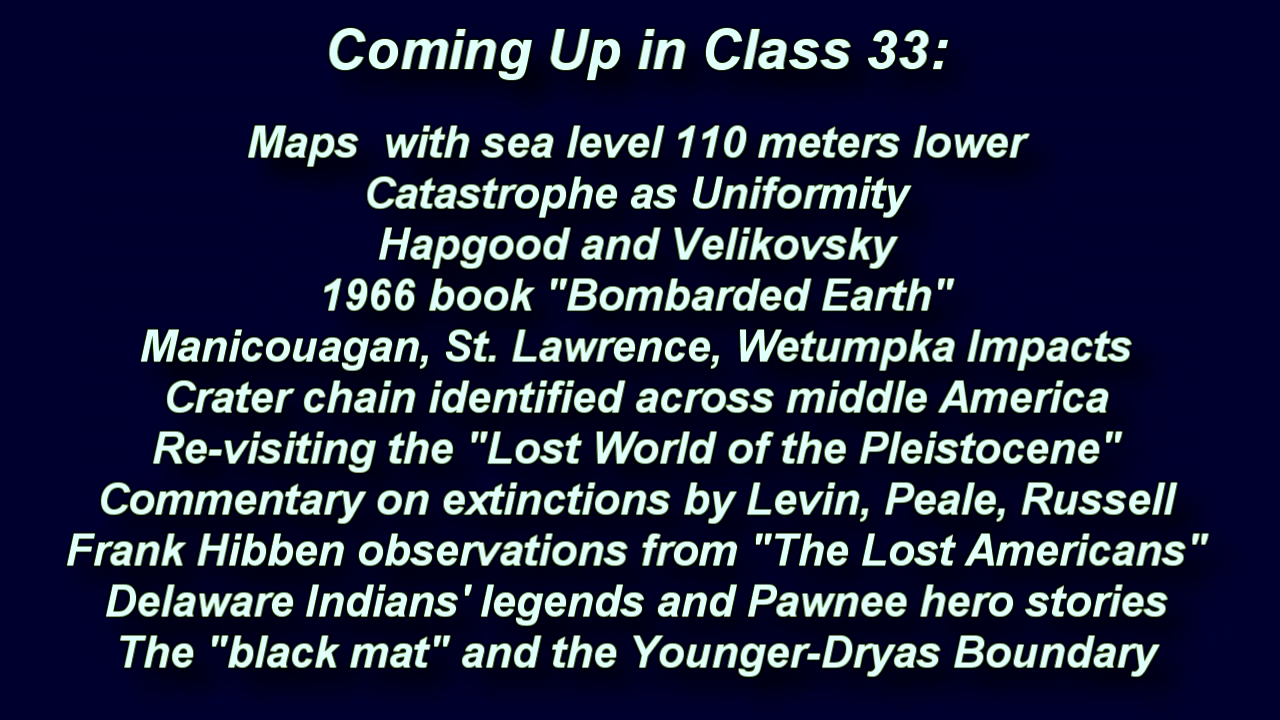 Coming Up in Class 33:
Maps  with sea level 110 meters lower
Catastrophe as Uniformity
Hapgood and Velikovsky
1966 book "Bombarded Earth"
Manicouagan, St. Lawrence, Wetumpka Impacts
Crater chain identified across middle America
Re-visiting the "Lost World of the Pleistocene"
Commentary on extinctions by Levin, Peale, Russell
Frank Hibben observations from "The Lost Americans"
Delaware Indians' legends and Pawnee hero stories
The "black mat" and the Younger-Dryas Boundary